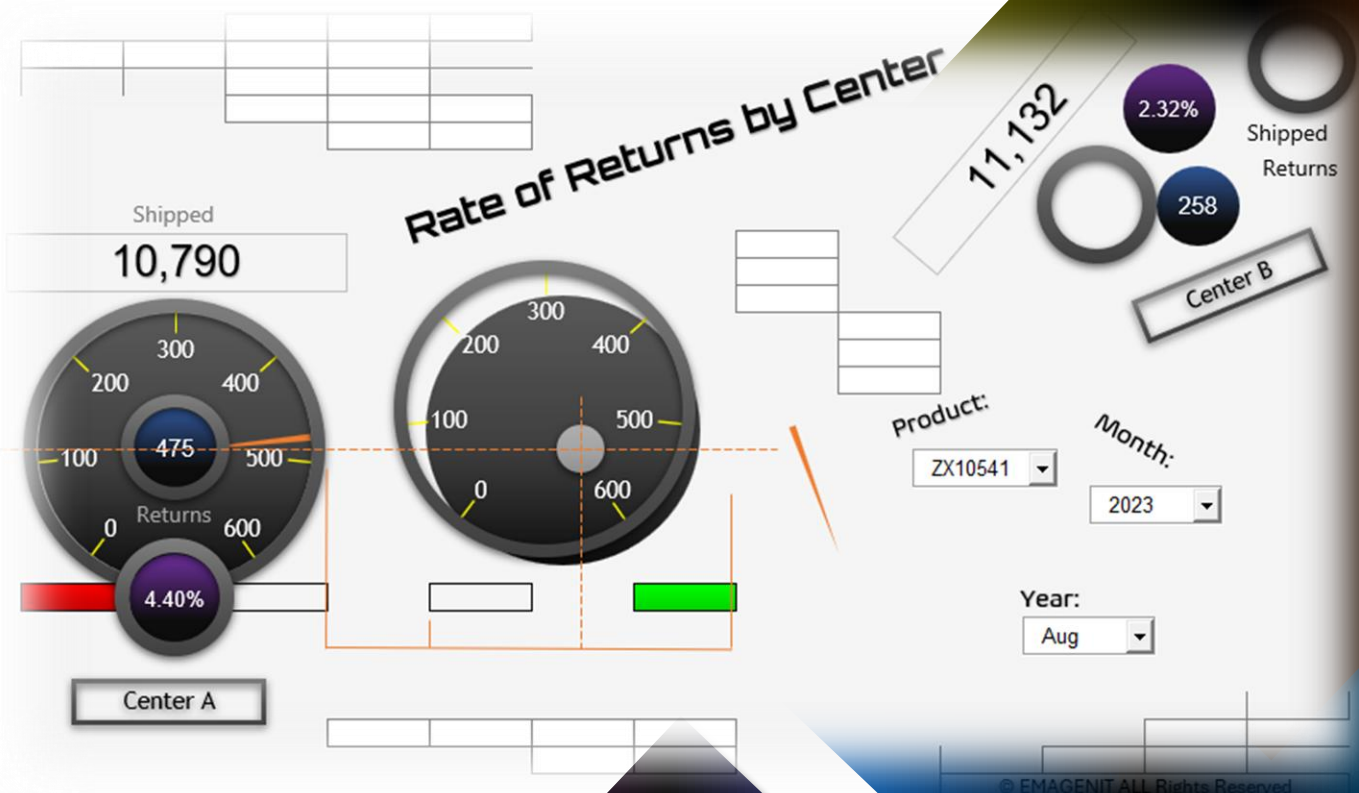 Rate of Returns by Center
Shipped
10,790
0
100
200
300
400
500
600
475
Returns
4.40%
Center A
0
100
200
300
400
500
600
11,132
2.32%
Shipped
Returns
258
Center B
Product:
ZX10541
Month:
2023
Year:
Aug
© EMAGENIT ALL Rights Reserved